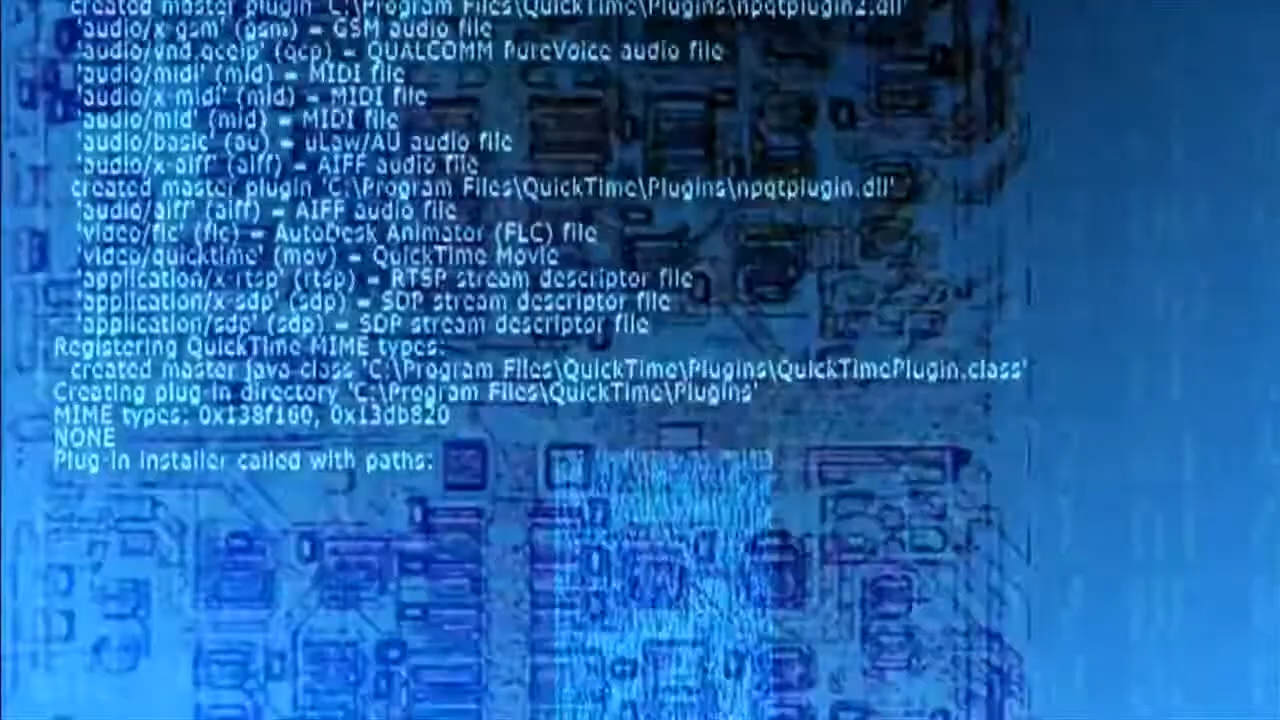 created master plugin 'C:\Program Files\QuickTime\Plugins\npqtplugin2.dll'
'audio/x-gsm' (gsm) - GSM audio file
'audio/vnd.qcelp' (qcp) - QUALCOMM PureVoice audio file
'audio/midi' (mid) - MIDI file
'audio/x-midi' (mid) - MIDI file
'audio/mid' (mid) - MIDI file
'audio/basic' (au) - uLaw/AU audio file
'audio/x-aiff' (aiff) - AIFF audio file
created master plugin 'C:\Program Files\QuickTime\Plugins\npqtplugin.dll'
'audio/aiff' (aiff) - AIFF audio file
'video/flc' (flc) - AutoDesk Animator (FLC) file
'video/quicktime' (mov) - QuickTime Movie
'application/x-rtsp' (rtsp) - RTSP stream descriptor file
'application/x-sdp' (sdp) - SDP stream descriptor file
'application/sdp' (sdp) - SDP stream descriptor file
Registering QuickTime MIME types:
created master java class 'C:\Program Files\QuickTime\Plugins\QuickTimePlugin.class'
Creating plug-in directory 'C:\Program Files\QuickTime\Plugins'
MIME types: 0x138f160, 0x13db820
NONE
Plug-in installer called with paths: